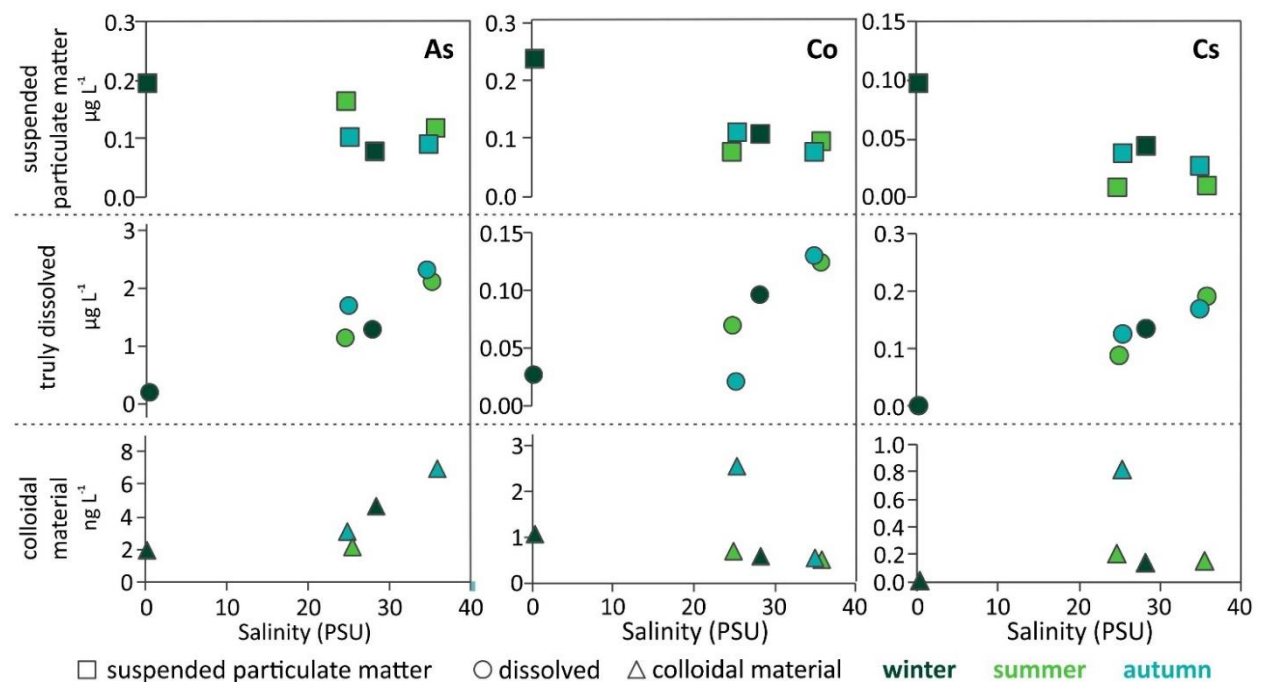 As
Co
Cs
suspended
particulate matter
µg L⁻¹
0.3
0.2
0.1
0.0
0.3
0.2
0.1
0.0
0.15
0.10
0.05
0.00
truly dissolved
µg L⁻¹
3
2
1
0
0.15
0.10
0.05
0.00
0.3
0.2
0.1
0.0
colloidal
material
ng L⁻¹
8
6
4
2
0
3
2
1
0
1.0
0.8
0.6
0.4
0.2
0.0
0 10 20 30 40
0 10 20 30 40
0 10 20 30 40
Salinity (PSU)
Salinity (PSU)
Salinity (PSU)
suspended particulate matter dissolved colloidal material winter summer autumn